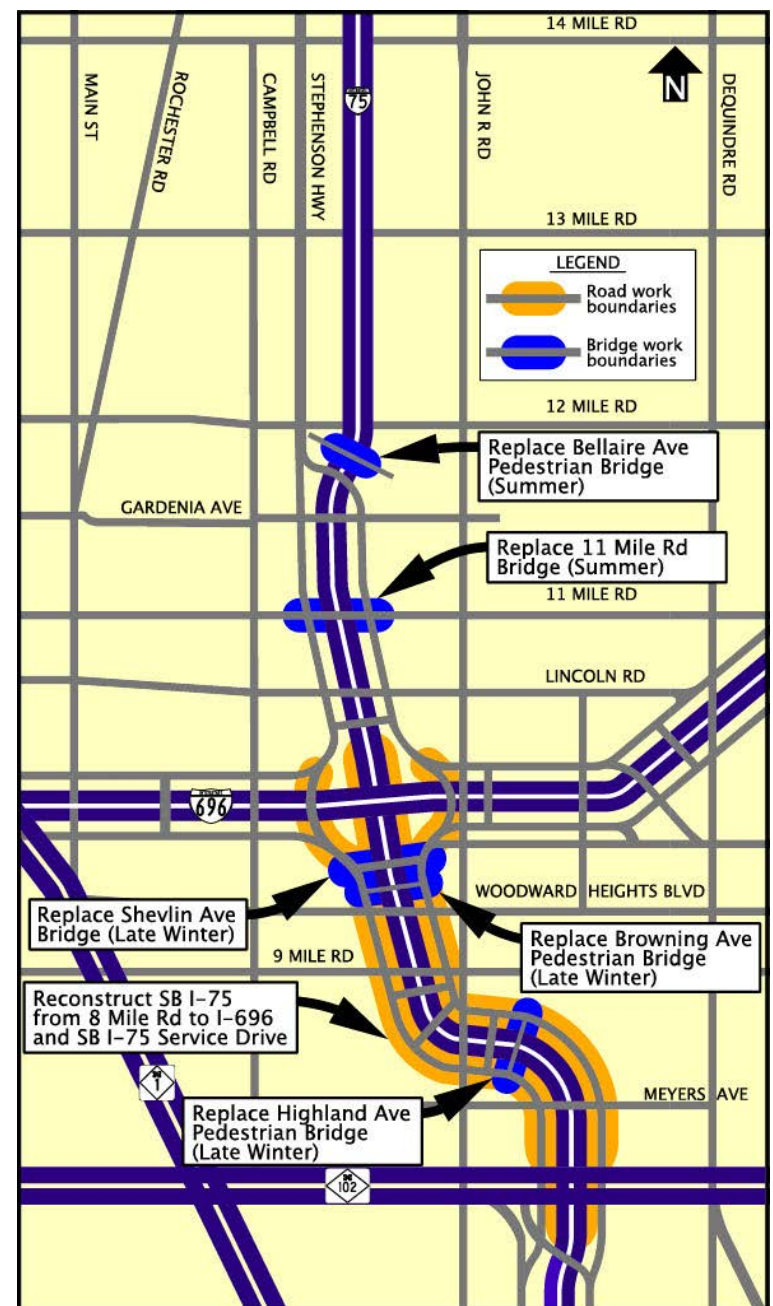 14 MILE RD
N
MAIN ST
ROCHESTER RD
CAMPBELL RD
STEPHENSON HWY
75
JOHN R RD
DEQUINDRE RD
13 MILE RD
LEGEND
Road work
boundaries
Bridge work
boundaries
12 MILE RD
Replace Bellaire Ave
Pedestrian Bridge
(Summer)
GARDENIA AVE
Replace 11 Mile Rd
Bridge (Summer)
11 MILE RD
LINCOLN RD
696
WOODWARD HEIGHTS BLVD
Replace Shevlin Ave
Bridge (Late Winter)
Replace Browning Ave
Pedestrian Bridge
(Late Winter)
9 MILE RD
Reconstruct SB I-75
from 8 Mile Rd to I-696
and SB I-75 Service Drive
M
1
MEYERS AVE
Replace Highland Ave
Pedestrian Bridge
(Late Winter)
M
102